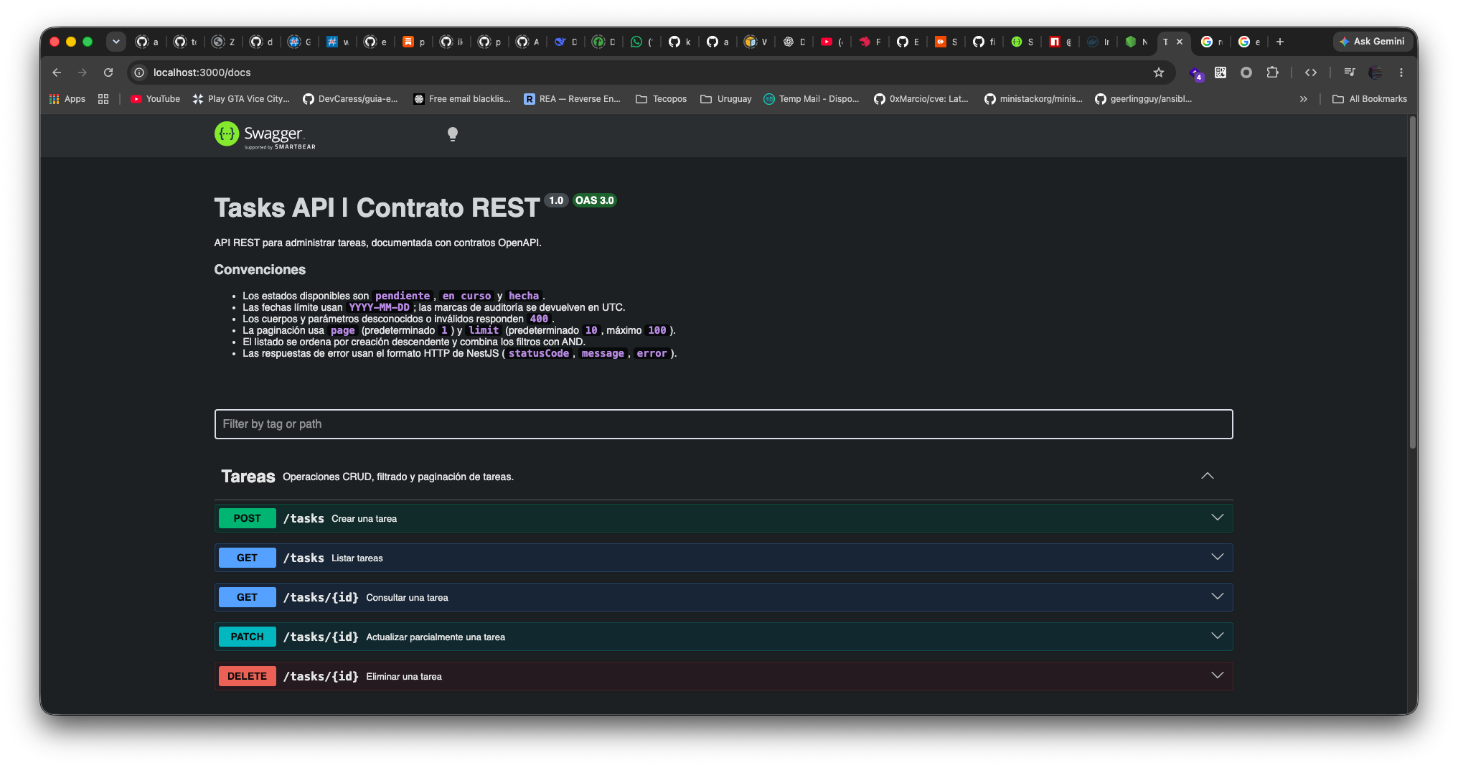 Ask Gemini
localhost:3000/docs
Apps
YouTube
Play GTA Vice City...
DevCaress/guia-e...
Free email blacklis...
REA — Reverse En...
Tecopos
Uruguay
Temp Mail - Dispo...
0xMarcio/cve: Lat...
ministackorg/minis...
geerlingguy/ansibl...
All Bookmarks
Swagger.
Supported by SMARTBEAR
Tasks API | Contrato REST 1.0 OAS 3.0
API REST para administrar tareas, documentada con contratos OpenAPI.
Convenciones
• Los estados disponibles son pendiente, en curso y hecha.
• Las fechas límite usan YYYY-MM-DD; las marcas de auditoría se devuelven en UTC.
• Los cuerpos y parámetros desconocidos o inválidos responden 400.
• La paginación usa page (predeterminado 1) y limit (predeterminado 10, máximo 100).
• El listado se ordena por creación descendente y combina los filtros con AND.
• Las respuestas de error usan el formato HTTP de NestJS (statusCode, message, error).
Filter by tag or path
Tareas Operaciones CRUD, filtrado y paginación de tareas.
POST /tasks Crear una tarea
GET /tasks Listar tareas
GET /tasks/{id} Consultar una tarea
PATCH /tasks/{id} Actualizar parcialmente una tarea
DELETE /tasks/{id} Eliminar una tarea